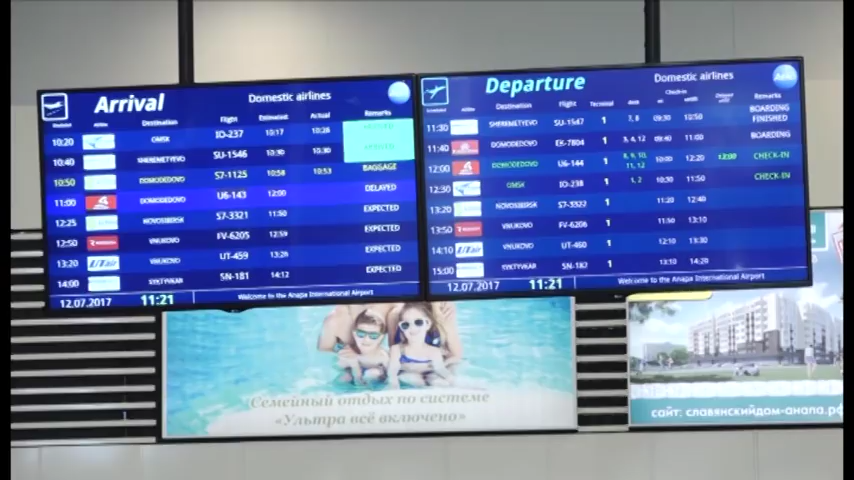 Arrival Domestic airlines
Destination Flight Estimated Actual Remarks
10:20 OMSK IO-237 10:17 10:26
10:40 SHEREMETYEVO SU-1546 10:30 10:30
10:50 DOMODEDOVO S7-1125 10:58 10:53 BAGGAGE
11:00 DOMODEDOVO U6-143 12:00 DELAYED
12:25 NOVOSIBIRSK S7-3321 11:50 EXPECTED
12:50 VNUKOVO FV-6205 12:59 EXPECTED
13:20 UTair VNUKOVO UT-459 13:26 EXPECTED
14:00 SYKTYVKAR SN-181 14:12 EXPECTED
12.07.2017 11:21 Welcome to the Anapa International Airport
Departure Domestic airlines
Destination Flight Terminal Check-in Remarks
11:30 SHEREMETYEVO SU-1547 1 7, 8 09:30 10:50 BOARDING FINISHED
11:40 DOMODEDOVO EK-7804 1 3, 4, 12 09:40 11:00 BOARDING
12:00 DOMODEDOVO U6-144 1 8, 9, 10, 11, 12 10:00 12:20 12:00 CHECK-IN
12:30 OMSK IO-238 1 1, 2 10:30 11:50 CHECK-IN
13:20 NOVOSIBIRSK S7-3322 1 11:20 12:40
13:50 VNUKOVO FV-6206 1 11:50 13:10
14:10 UTair VNUKOVO UT-460 1 12:10 13:30
15:00 SYKTYVKAR SN-182 1 13:10 14:20
12.07.2017 11:21 Welcome to the Anapa International Airport
Семейный отдых по системе
«Ультра всё включено»
сайт: славянскийдом-анапа.рф